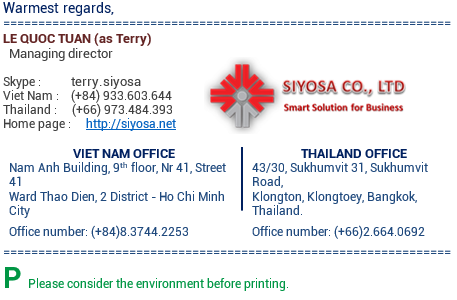 Warmest regards,
================================================================
LE QUOC TUAN (as Terry)
Managing director
Skype : terry.siyosa
Viet Nam : (+84) 933.603.644
Thailand : (+66) 973.484.393
Home page : http://siyosa.net
SIYOSA CO., LTD
Smart Solution for Business
VIET NAM OFFICE
Nam Anh Building, 9th floor, Nr 41, Street
41
Ward Thao Dien, 2 District - Ho Chi Minh
City
Office number: (+84)8.3744.2253
THAILAND OFFICE
43/30, Sukhumvit 31, Sukhumvit
Road,
Klongton, Klongtoey, Bangkok,
Thailand.
Office number: (+66)2.664.0692
================================================================
P Please consider the environment before printing.